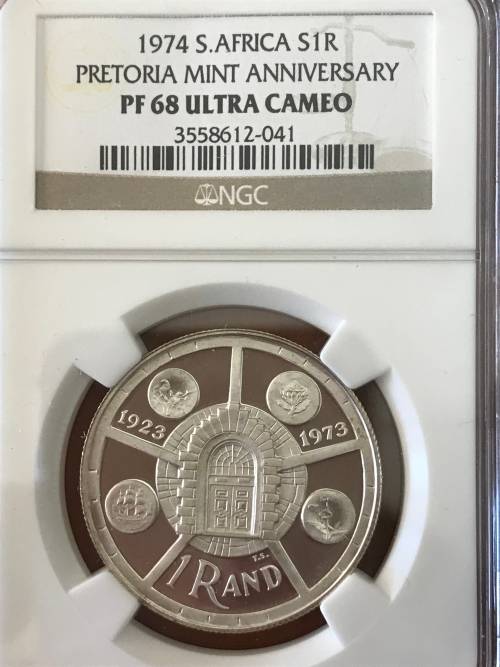 1974 S.AFRICA S1R
PRETORIA MINT ANNIVERSARY
PF 68 ULTRA CAMEO
3558612-041
NGC
1923
1973
T.S.
1 RAND